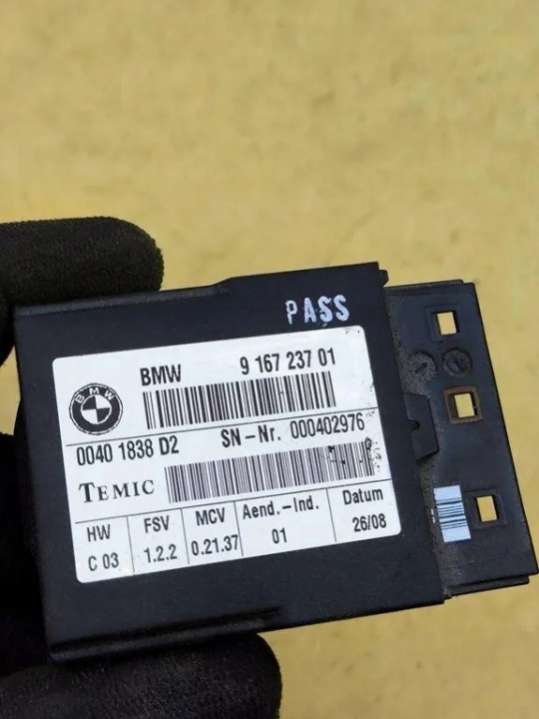 PASS
BMW 9 167 237 01
BMW
0040 1838 D2 SN-Nr. 000402976
TEMIC
HW FSV MCV Aend.-Ind. Datum
C 03 1.2.2 0.21.37 01 26/08